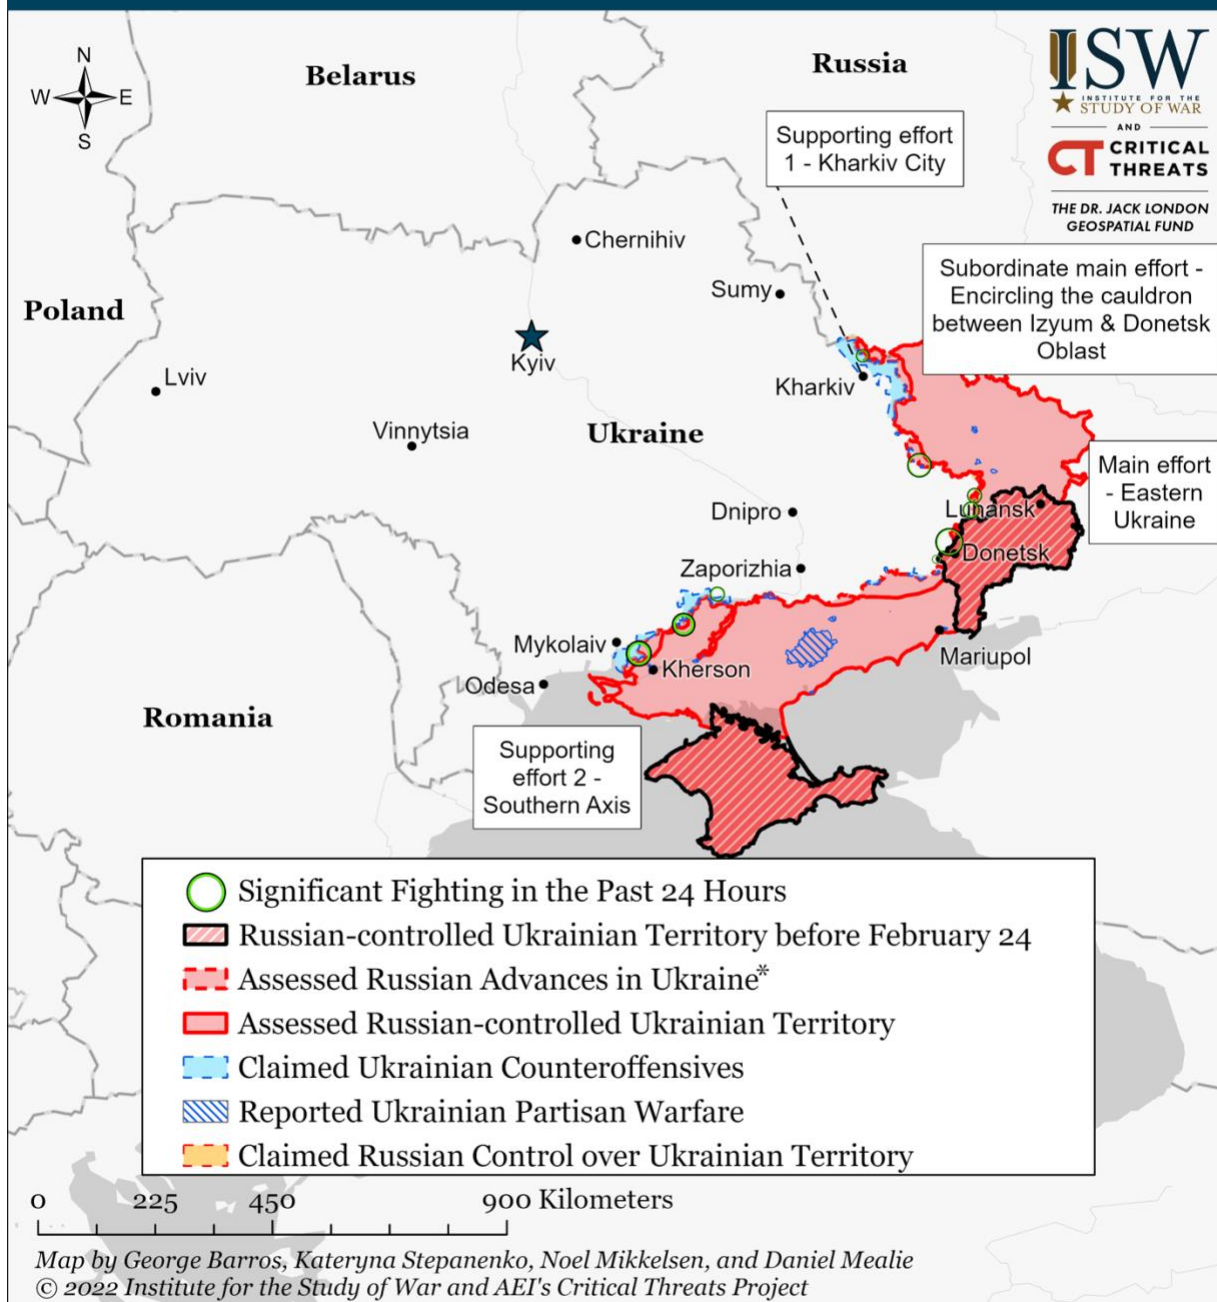 N
W E
S
Belarus
Russia
ISW
INSTITUTE FOR THE
STUDY OF WAR
AND
CT CRITICAL
THREATS
THE DR. JACK LONDON
GEOSPATIAL FUND
Supporting effort
1 - Kharkiv City
Chernihiv
Sumy
Subordinate main effort -
Encircling the cauldron
between Izyum & Donetsk
Oblast
Poland
Lviv
Kyiv
Kharkiv
Vinnytsia
Ukraine
Main effort
- Eastern
Ukraine
Dnipro
Luhansk
Donetsk
Zaporizhia
Mykolaiv
Mariupol
Kherson
Odesa
Romania
Supporting
effort 2 -
Southern Axis
Significant Fighting in the Past 24 Hours
Russian-controlled Ukrainian Territory before February 24
Assessed Russian Advances in Ukraine*
Assessed Russian-controlled Ukrainian Territory
Claimed Ukrainian Counteroffensives
Reported Ukrainian Partisan Warfare
Claimed Russian Control over Ukrainian Territory
0 225 450 900 Kilometers
Map by George Barros, Kateryna Stepanenko, Noel Mikkelsen, and Daniel Mealie
© 2022 Institute for the Study of War and AEI's Critical Threats Project